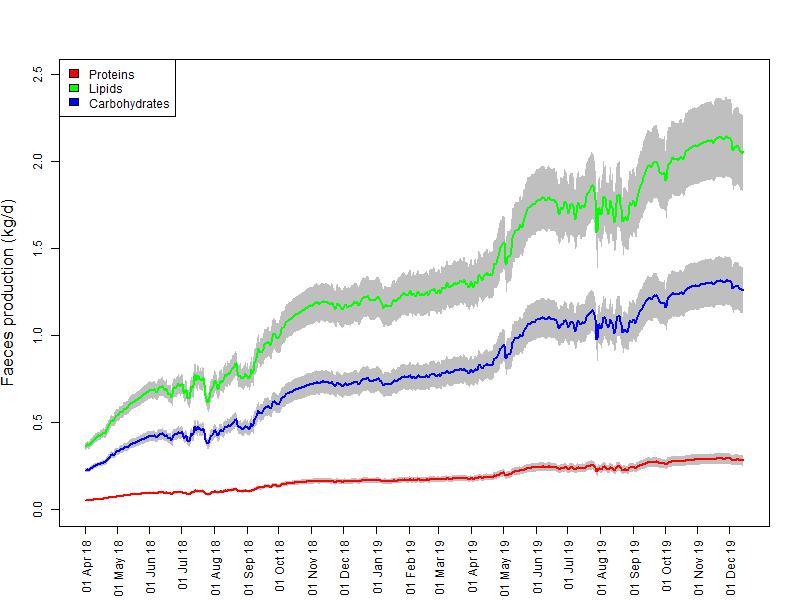 Proteins
Lipids
Carbohydrates
Faeces production (kg/d)
2.5
2.0
1.5
1.0
0.5
0.0
01 Apr 18
01 May 18
01 Jun 18
01 Jul 18
01 Aug 18
01 Sep 18
01 Oct 18
01 Nov 18
01 Dec 18
01 Jan 19
01 Feb 19
01 Mar 19
01 Apr 19
01 May 19
01 Jun 19
01 Jul 19
01 Aug 19
01 Sep 19
01 Oct 19
01 Nov 19
01 Dec 19